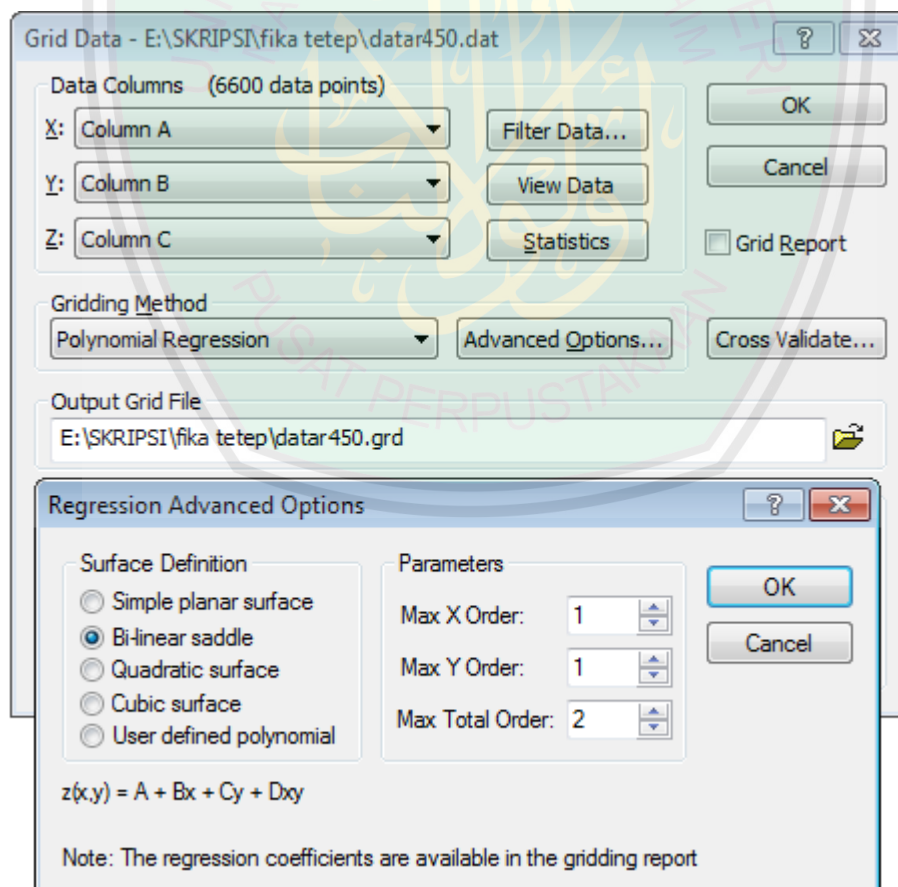 Grid Data - E:\SKRIPSI\fika tetep\datar450.dat
Data Columns (6600 data points)
X: Column A
Filter Data...
OK
Y: Column B
View Data
Cancel
Z: Column C
Statistics
Grid Report
Gridding Method
Polynomial Regression
Advanced Options...
Cross Validate...
PUSAT PERPUSTAKAAN
Output Grid File
E:\SKRIPSI\fika tetep\datar450.grd
Regression Advanced Options
Surface Definition
Simple planar surface
Bi-linear saddle
Quadratic surface
Cubic surface
User defined polynomial
Parameters
Max X Order: 1
Max Y Order: 1
Max Total Order: 2
OK
Cancel
z(x,y) = A + Bx + Cy + Dxy
Note: The regression coefficients are available in the gridding report